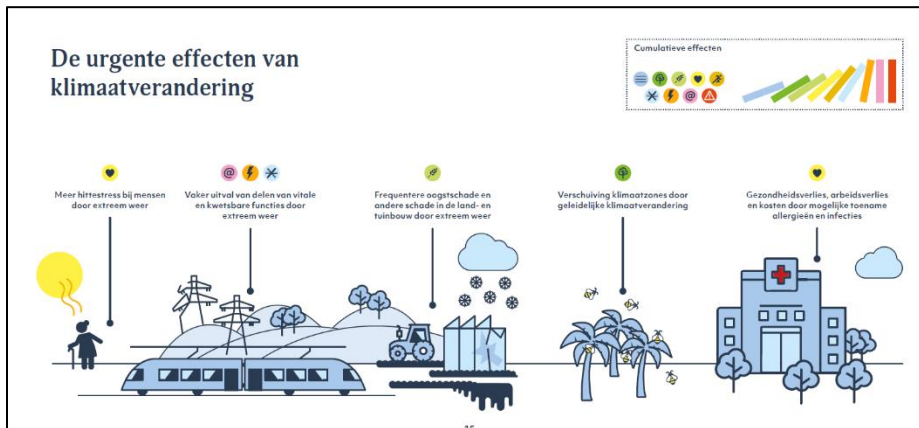 De urgente effecten van
klimaatverandering
Cumulatieve effecten
Meer hittestress bij mensen
door extreem weer
Vaker uitval van delen van vitale
en kwetsbare functies door
extreem weer
Frequentere oogstschade en
andere schade in de land- en
tuinbouw door extreem weer
Verschuiving klimaatzones door
geleidelijke klimaatverandering
Gezondheidsverlies, arbeidsverlies
en kosten door mogelijke toename
allergieën en infecties